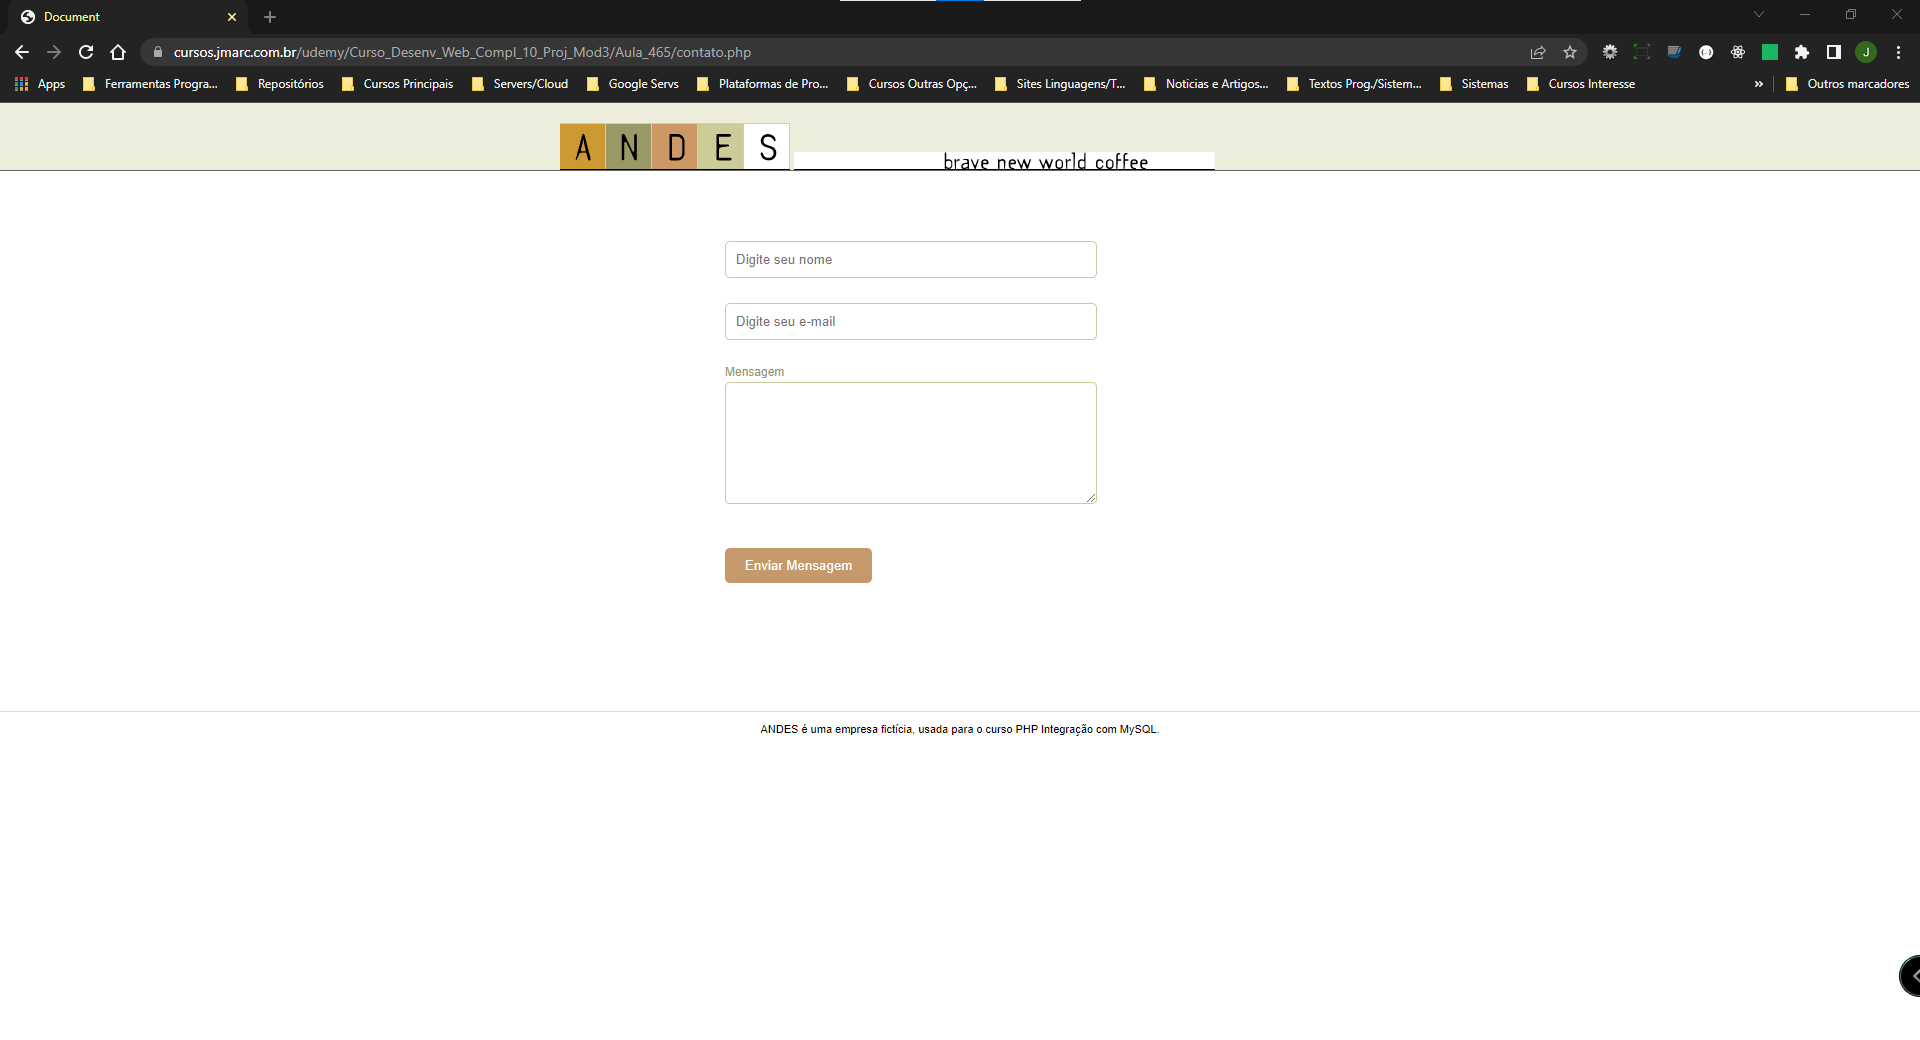 Document
cursos.jmarc.com.br/udemy/Curso_Desenv_Web_Compl_10_Proj_Mod3/Aula_465/contato.php
J
Apps Ferramentas Progra... Repositórios Cursos Principais Servers/Cloud Google Servs Plataformas de Pro... Cursos Outras Opç... Sites Linguagens/T... Noticias e Artigos... Textos Prog./Sistem... Sistemas Cursos Interesse » Outros marcadores
ANDES brave new world coffee
Digite seu nome
Digite seu e-mail
Mensagem
Enviar Mensagem
ANDES é uma empresa fictícia, usada para o curso PHP Integração com MySQL.